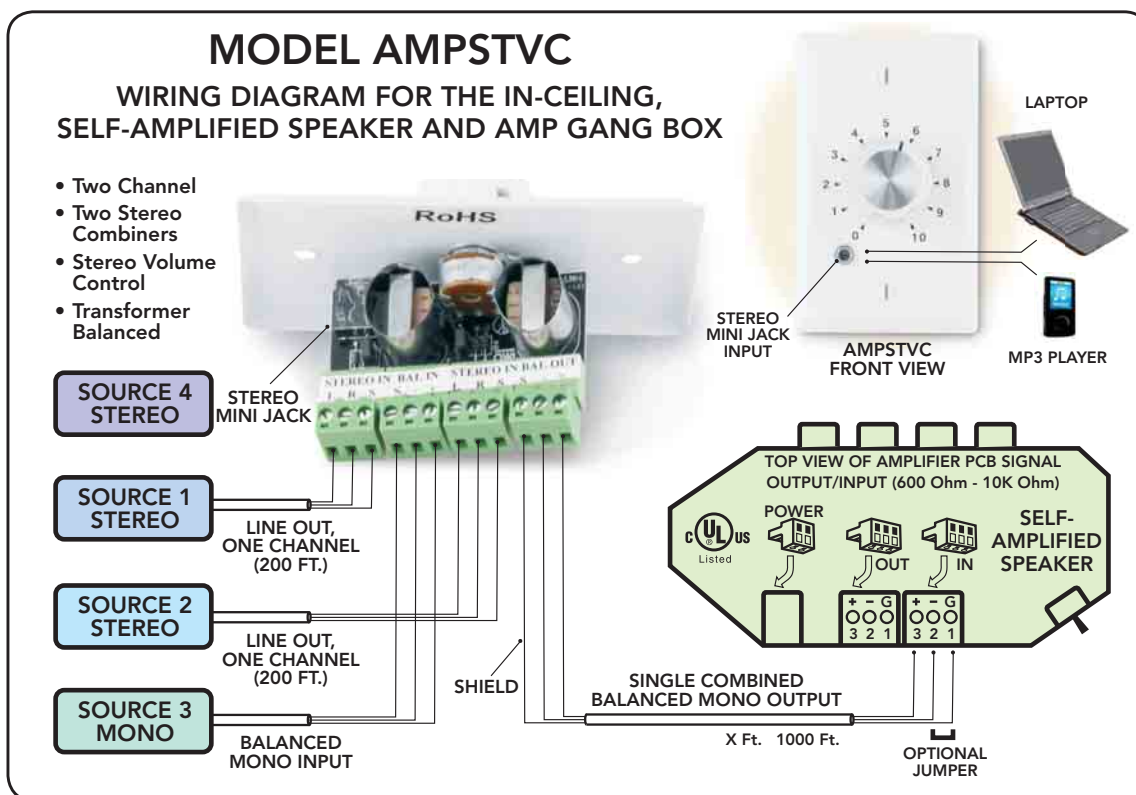 MODEL AMPSTVC
WIRING DIAGRAM FOR THE IN-CEILING,
SELF-AMPLIFIED SPEAKER AND AMP GANG BOX
• Two Channel
• Two Stereo
Combiners
• Stereo Volume
Control
• Transformer
Balanced
RoHS
STEREO IN BAL IN STEREO IN BAL OUT
L R S S - L R S S
STEREO
MINI JACK
SOURCE 4
STEREO
SOURCE 1
STEREO
LINE OUT,
ONE CHANNEL
(200 FT.)
SOURCE 2
STEREO
LINE OUT,
ONE CHANNEL
(200 FT.)
SOURCE 3
MONO
BALANCED
MONO INPUT
SHIELD
SINGLE COMBINED
BALANCED MONO OUTPUT
X Ft. 1000 Ft.
OPTIONAL
JUMPER
0 1 2 3 4 5 6 7 8 9 10
STEREO
MINI JACK
INPUT
AMPSTVC
FRONT VIEW
LAPTOP
MP3 PLAYER
TOP VIEW OF AMPLIFIER PCB SIGNAL
OUTPUT/INPUT (600 Ohm - 10K Ohm)
POWER
C UL ® US
Listed
OUT
IN
SELF-
AMPLIFIED
SPEAKER
+ − G
3 2 1
+ − G
3 2 1